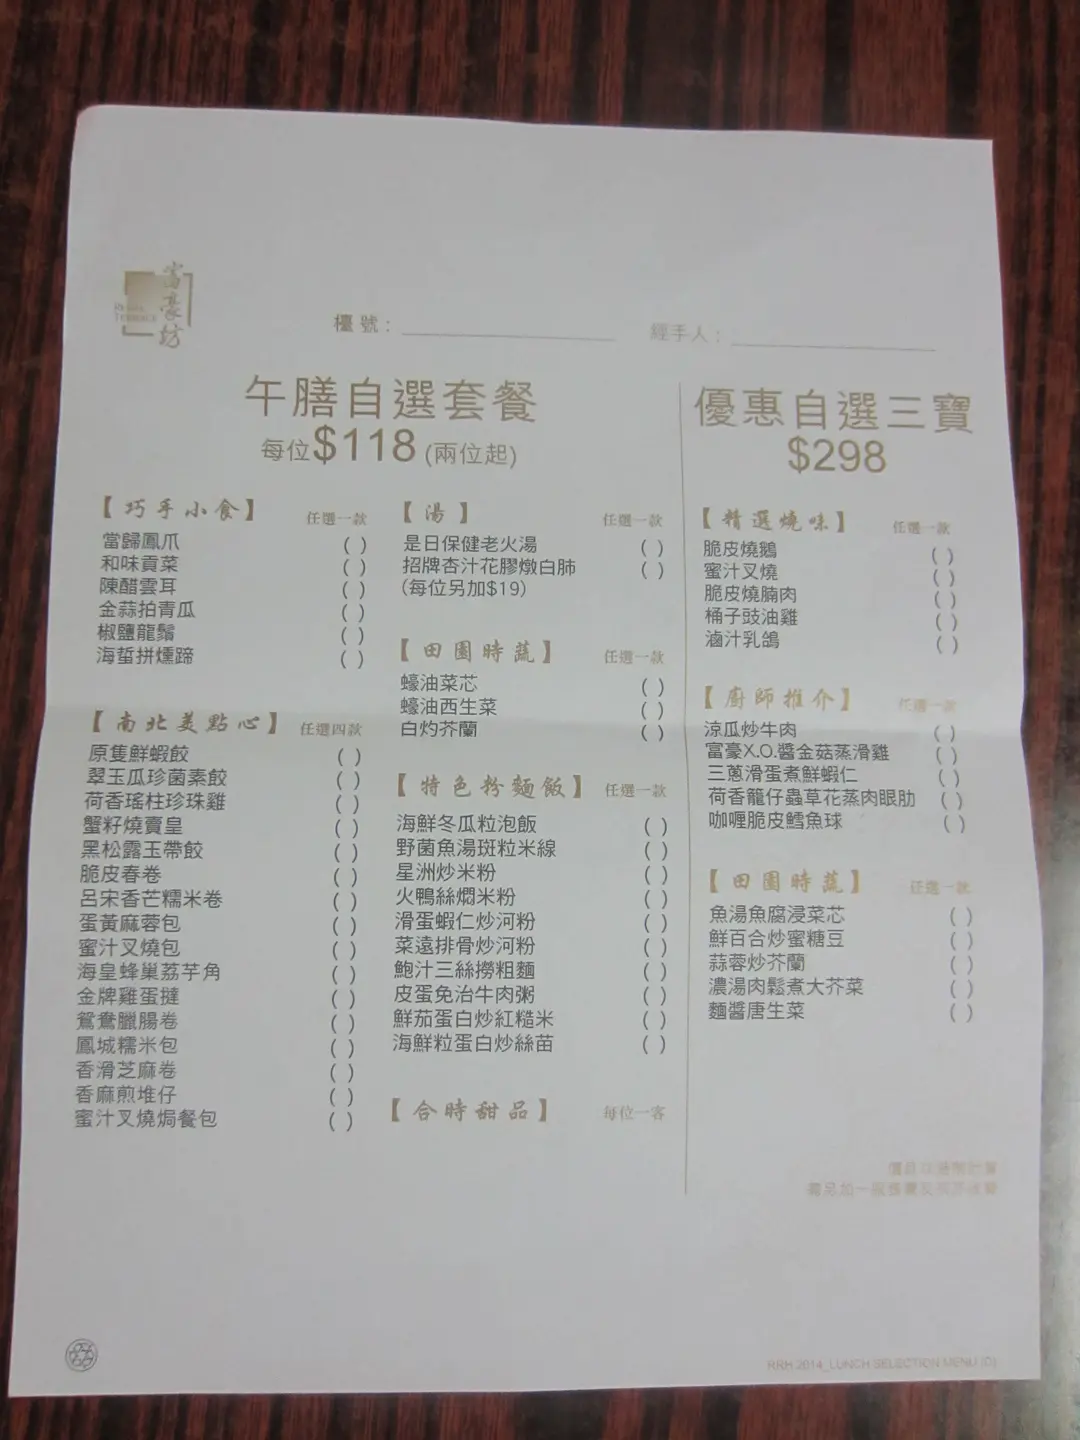 富豪坊
REGAL TERRACE
檯號：
經手人：
午膳自選套餐
每位$118 (兩位起)
【巧手小食】 任選一款
當歸鳳爪 ( )
和味貢菜 ( )
陳醋雲耳 ( )
金蒜拍青瓜 ( )
椒鹽龍鬚 ( )
海蜇拼燻蹄 ( )
【南北美點心】 任選四款
原隻鮮蝦餃 ( )
翠玉瓜珍菌素餃 ( )
荷香瑤柱珍珠雞 ( )
蟹籽燒賣皇 ( )
黑松露玉帶餃 ( )
脆皮春卷 ( )
呂宋香芒糯米卷 ( )
蛋黃麻蓉包 ( )
蜜汁叉燒包 ( )
海皇蜂巢荔芋角 ( )
金牌雞蛋撻 ( )
鴛鴦臘腸卷 ( )
鳳城糯米包 ( )
香滑芝麻卷 ( )
香麻煎堆仔 ( )
蜜汁叉燒焗餐包 ( )
【湯】 任選一款
是日保健老火湯 ( )
招牌杏汁花膠燉白肺 ( )
(每位另加$19)
【田園時蔬】 任選一款
蠔油菜芯 ( )
蠔油西生菜 ( )
白灼芥蘭 ( )
【特色粉麵飯】 任選一款
海鮮冬瓜粒泡飯 ( )
野菌魚湯斑粒米線 ( )
星洲炒米粉 ( )
火鴨絲燜米粉 ( )
滑蛋蝦仁炒河粉 ( )
菜遠排骨炒河粉 ( )
鮑汁三絲撈粗麵 ( )
皮蛋免治牛肉粥 ( )
鮮茄蛋白炒紅糙米 ( )
海鮮粒蛋白炒絲苗 ( )
【合時甜品】 每位一客
優惠自選三寶
$298
【精選燒味】 任選一款
脆皮燒鵝 ( )
蜜汁叉燒 ( )
脆皮燒腩肉 ( )
桶子豉油雞 ( )
滷汁乳鴿 ( )
【廚師推介】 任選一款
涼瓜炒牛肉 ( )
富豪X.O.醬金菇蒸滑雞 ( )
三蔥滑蛋煮鮮蝦仁 ( )
荷香籠仔蟲草花蒸肉眼肋 ( )
咖喱脆皮鱈魚球 ( )
【田園時蔬】 任選一款
魚湯魚腐浸菜芯 ( )
鮮百合炒蜜糖豆 ( )
蒜蓉炒芥蘭 ( )
濃湯肉鬆煮大芥菜 ( )
麵醬唐生菜 ( )
RRH 2014_LUNCH SELECTION MENU (D)